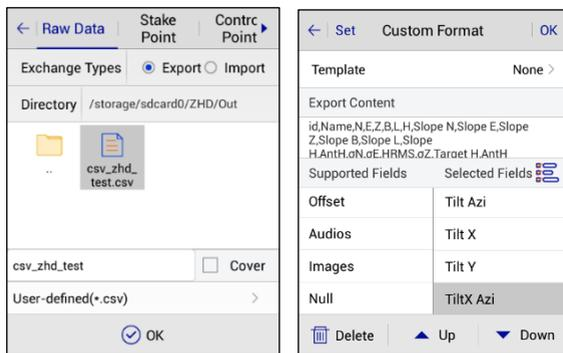 Raw Data
Stake
Point
Contrc
Point
Exchange Types
Export
Import
Directory
/storage/sdcard0/ZHD/Out
..
csv_zhd_
test.csv
csv_zhd_test
Cover
User-defined(*.csv)
OK
Set
Custom Format
OK
Template
None
Export Content
id,Name,N,E,Z,B,L,H,Slope N,Slope E,Slope
Z,Slope B,Slope L,Slope
H,AntH,σN,σE,HRMS,σZ,Target H,AntH
Supported Fields
Selected Fields
Offset
Tilt Azi
Audios
Tilt X
Images
Tilt Y
Null
TiltX Azi
Delete
Up
Down